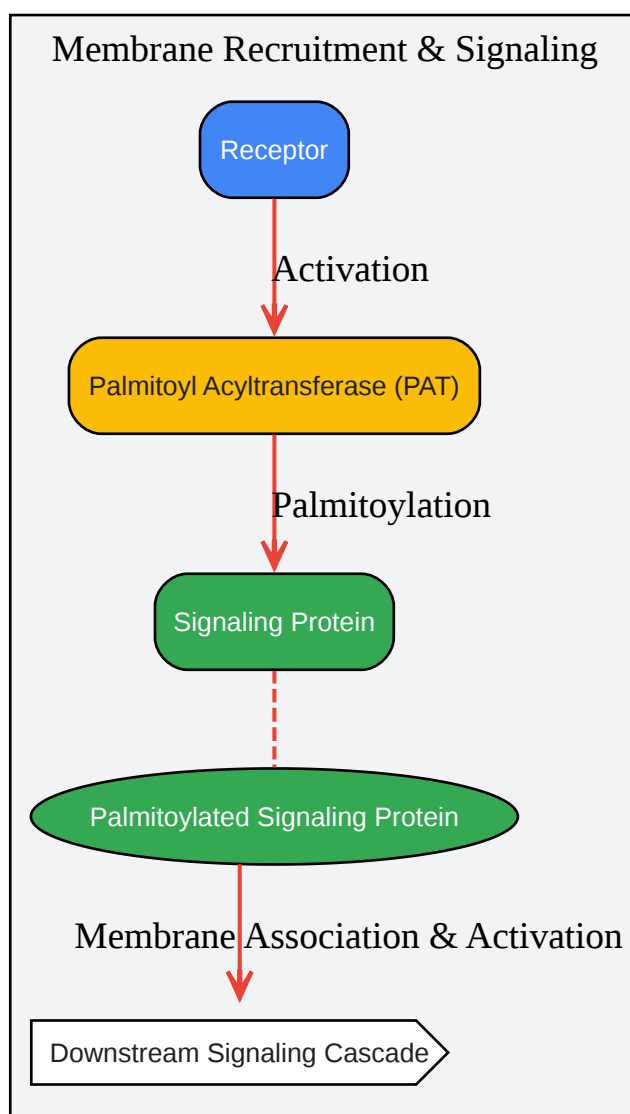 Membrane Recruitment & Signaling
Receptor
Activation
Palmitoyl Acyltransferase (PAT)
Palmitoylation
Signaling Protein
Palmitoylated Signaling Protein
Membrane Association & Activation
Downstream Signaling Cascade